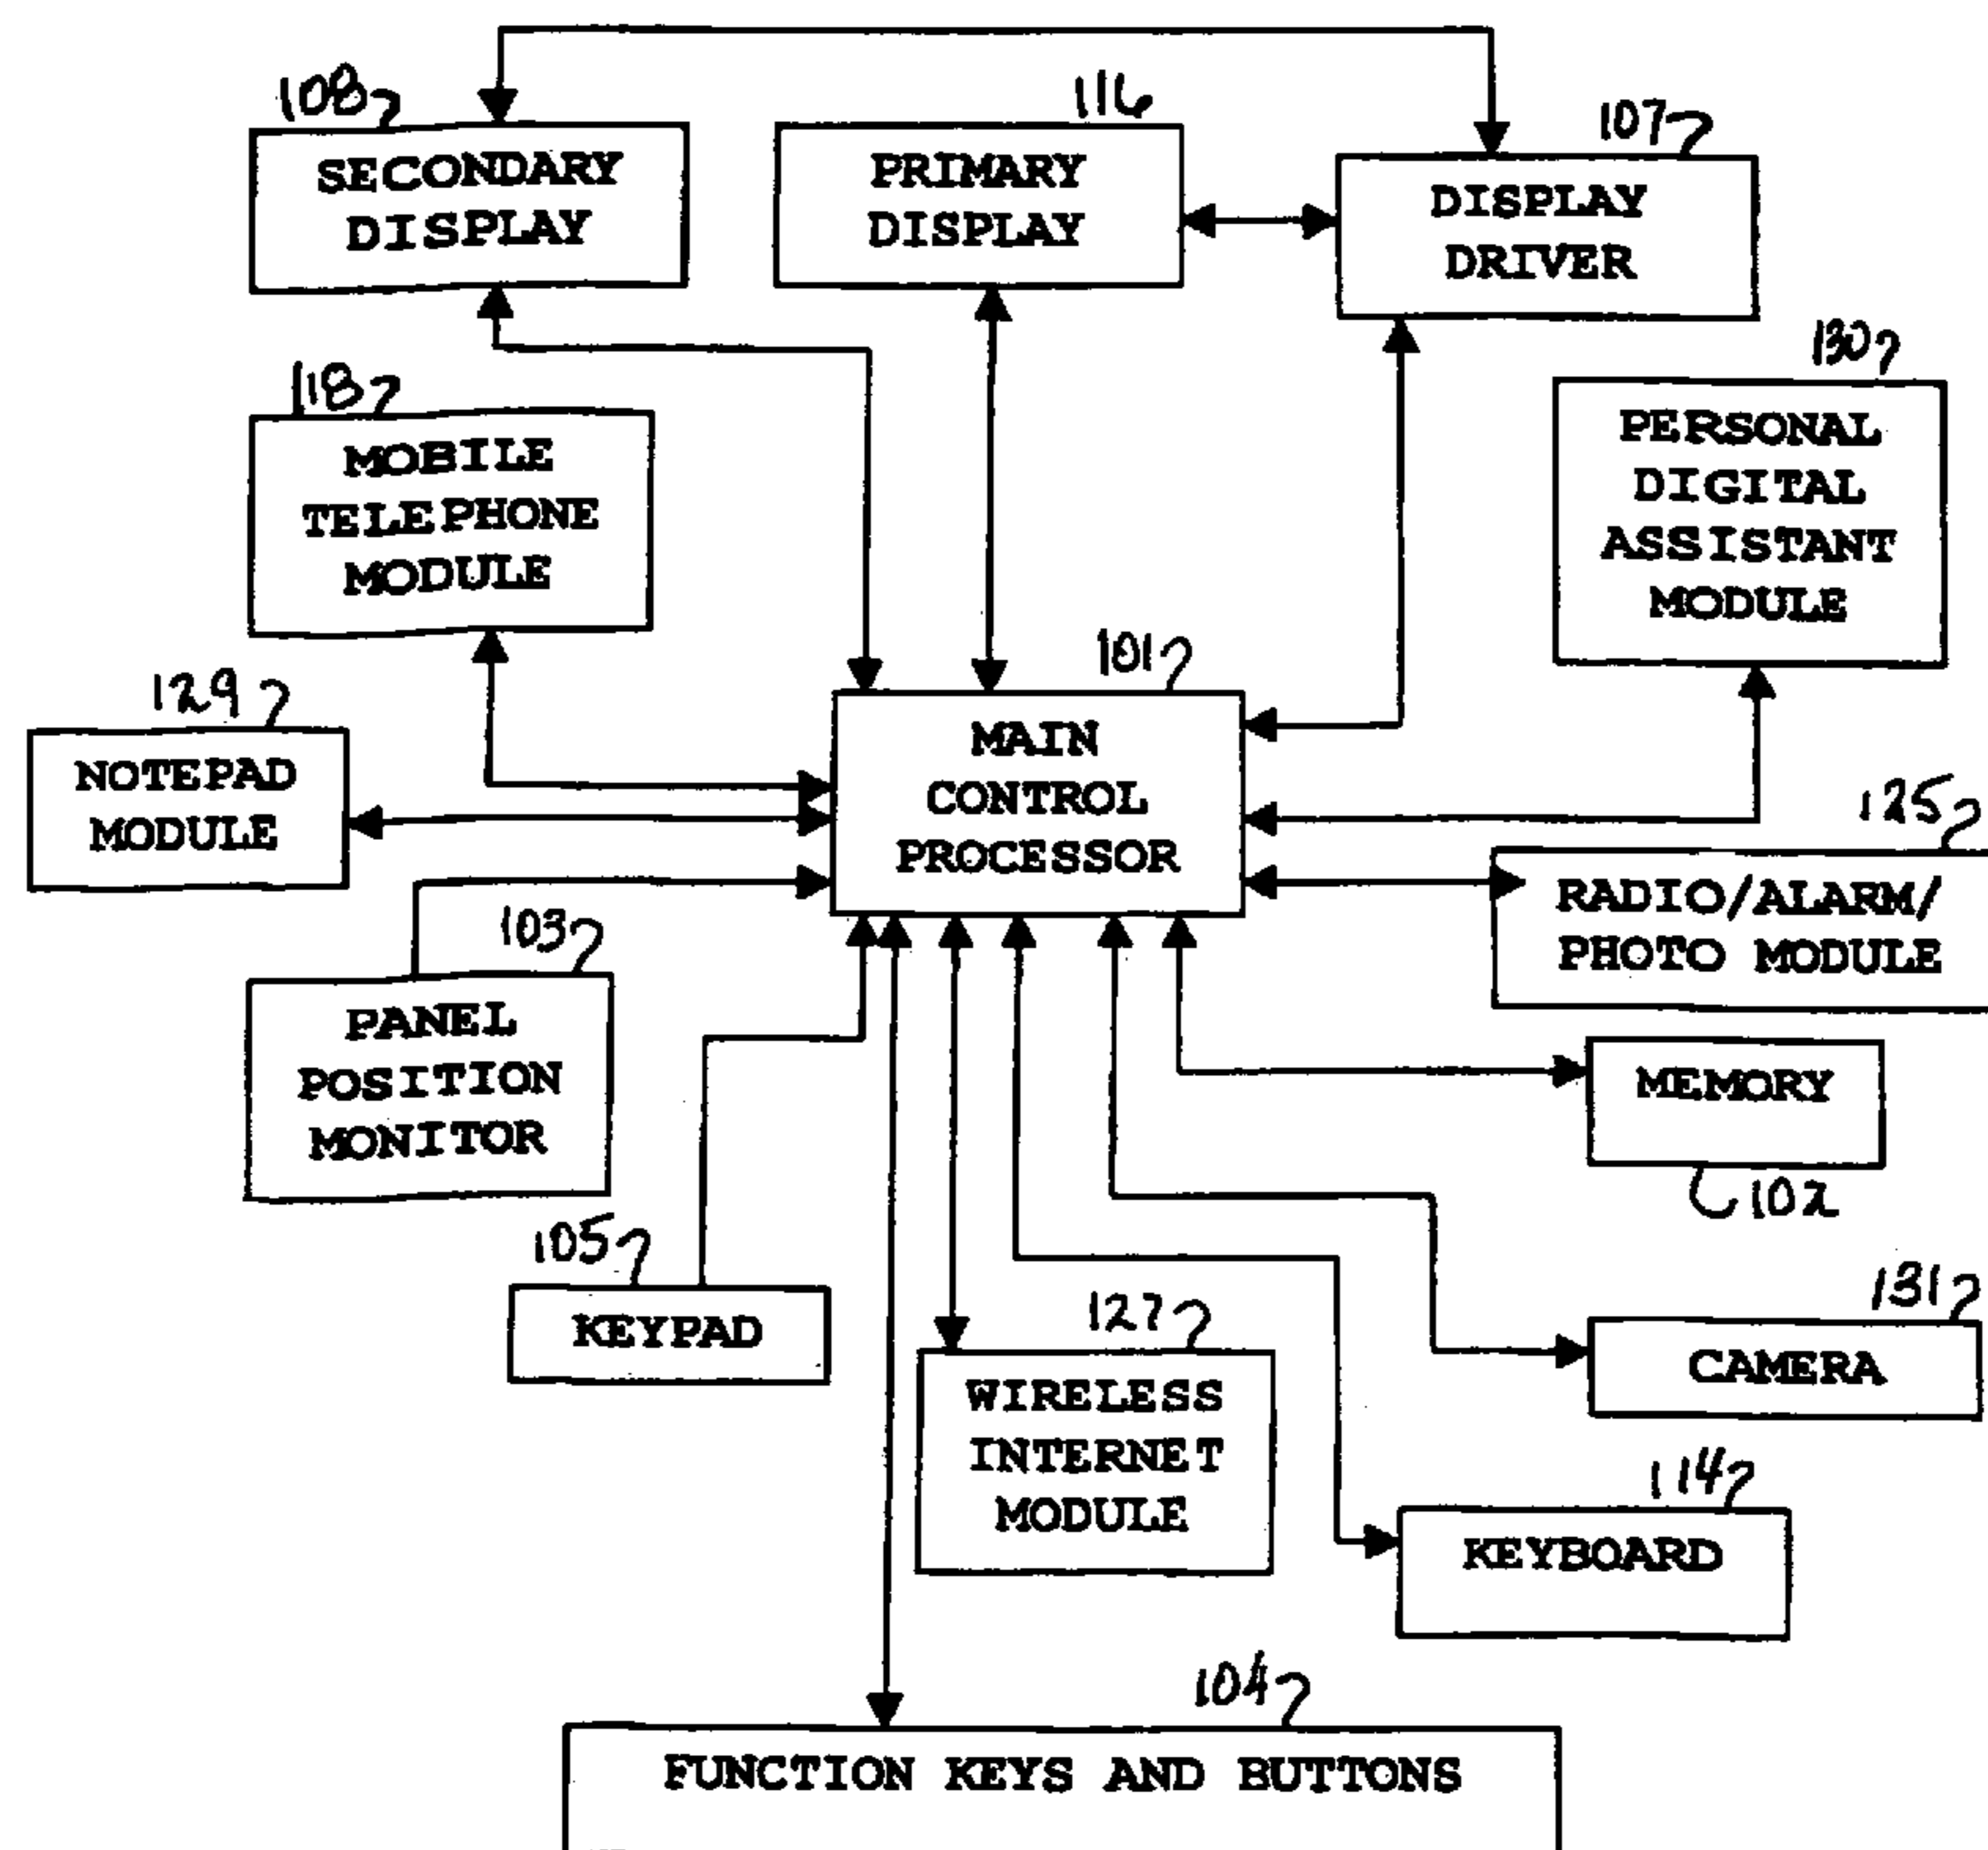 108
SECONDARY
DISPLAY
116
PRIMARY
DISPLAY
107
DISPLAY
DRIVER
118
MOBILE
TELEPHONE
MODULE
130
PERSONAL
DIGITAL
ASSISTANT
MODULE
129
NOTEPAD
MODULE
101
MAIN
CONTROL
PROCESSOR
125
RADIO/ALARM/
PHOTO MODULE
103
PANEL
POSITION
MONITOR
MEMORY
102
105
KEYPAD
127
WIRELESS
INTERNET
MODULE
131
CAMERA
114
KEYBOARD
104
FUNCTION KEYS AND BUTTONS